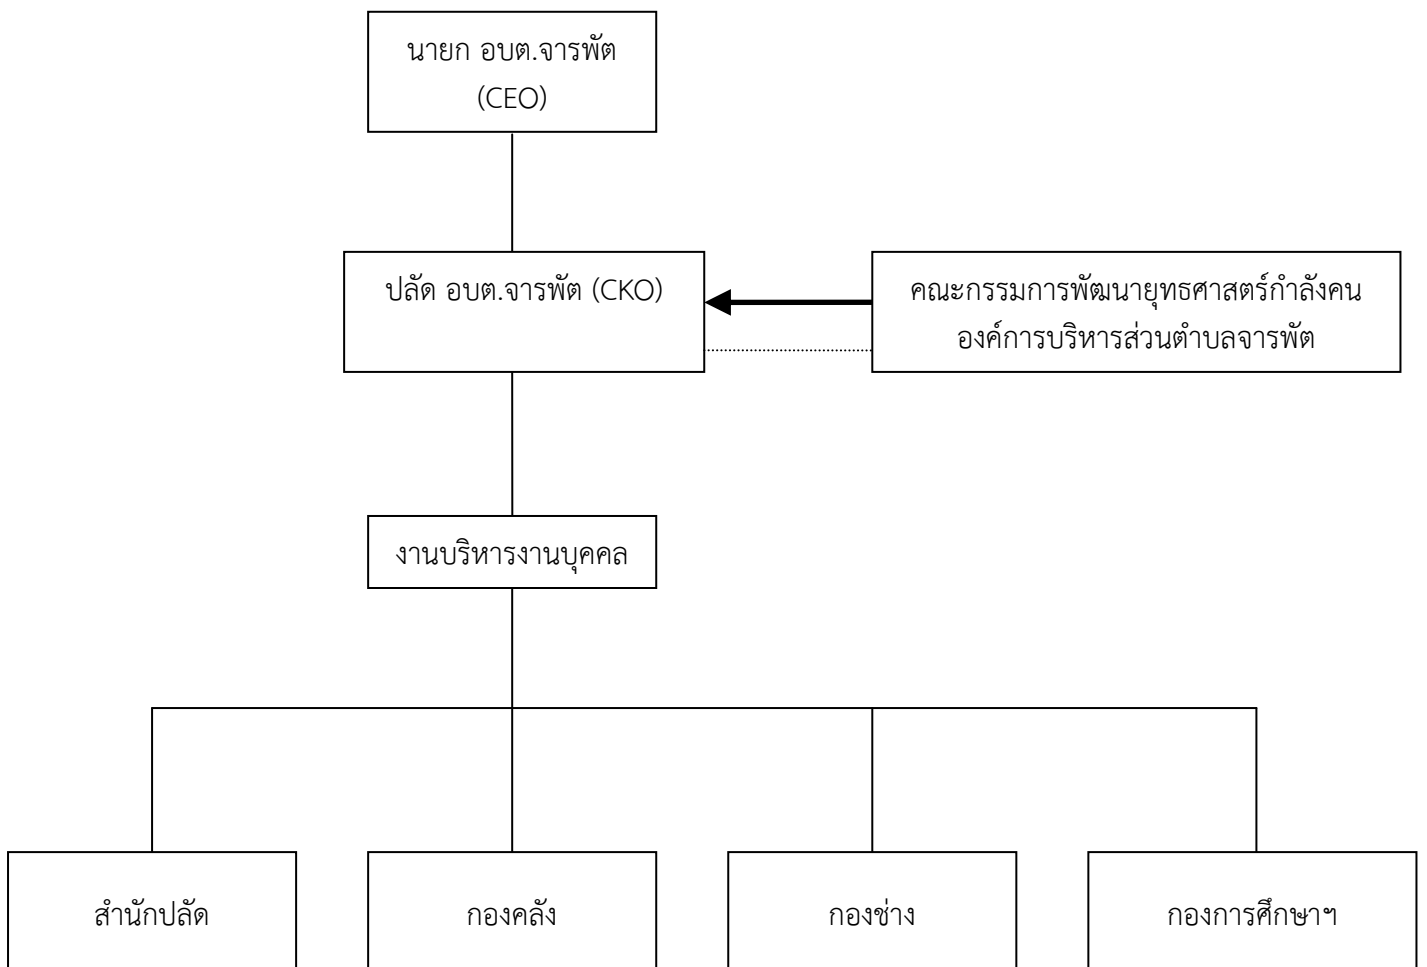 นายก อบต.จารพัต
(CEO)
ปลัด อบต.จารพัต (CKO)
คณะกรรมการพัฒนายุทธศาสตร์กำลังคน
องค์การบริหารส่วนตำบลจารพัต
งานบริหารงานบุคคล
สำนักปลัด
กองคลัง
กองช่าง
กองการศึกษาฯ